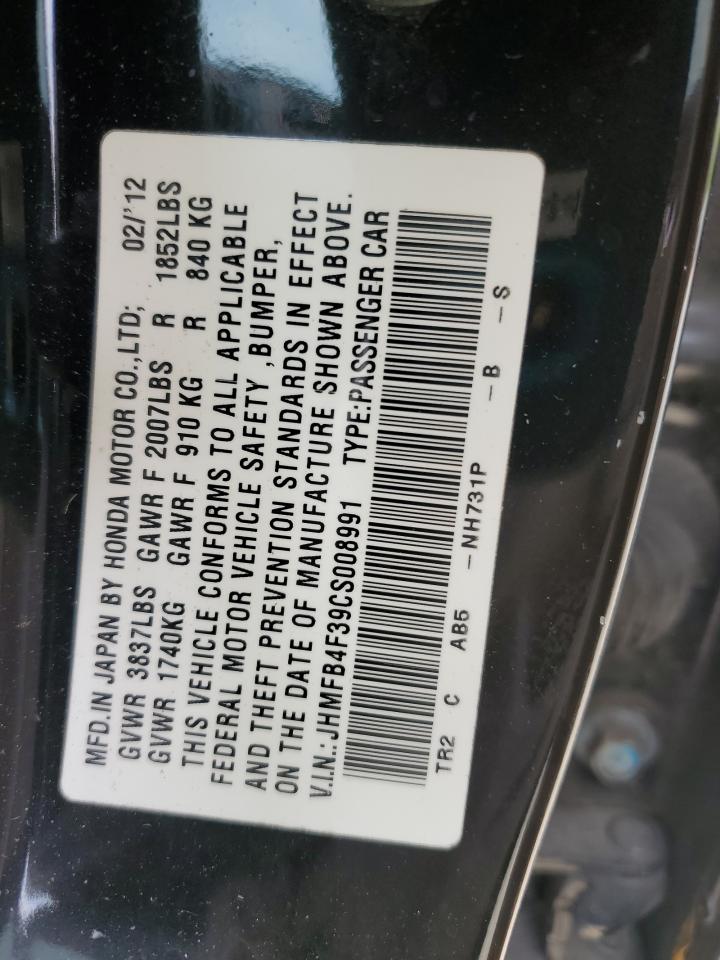 MFD.IN JAPAN BY HONDA MOTOR CO.,LTD; 02/'12
GVWR 3837LBS GAWR F 2007LBS R 1852LBS
GVWR 1740KG GAWR F 910 KG R 840 KG
THIS VEHICLE CONFORMS TO ALL APPLICABLE
FEDERAL MOTOR VEHICLE SAFETY ,BUMPER,
AND THEFT PREVENTION STANDARDS IN EFFECT
ON THE DATE OF MANUFACTURE SHOWN ABOVE.
V.I.N.: JHMFB4F39CS008991 TYPE:PASSENGER CAR
TR2 C AB5 -NH731P -B -S